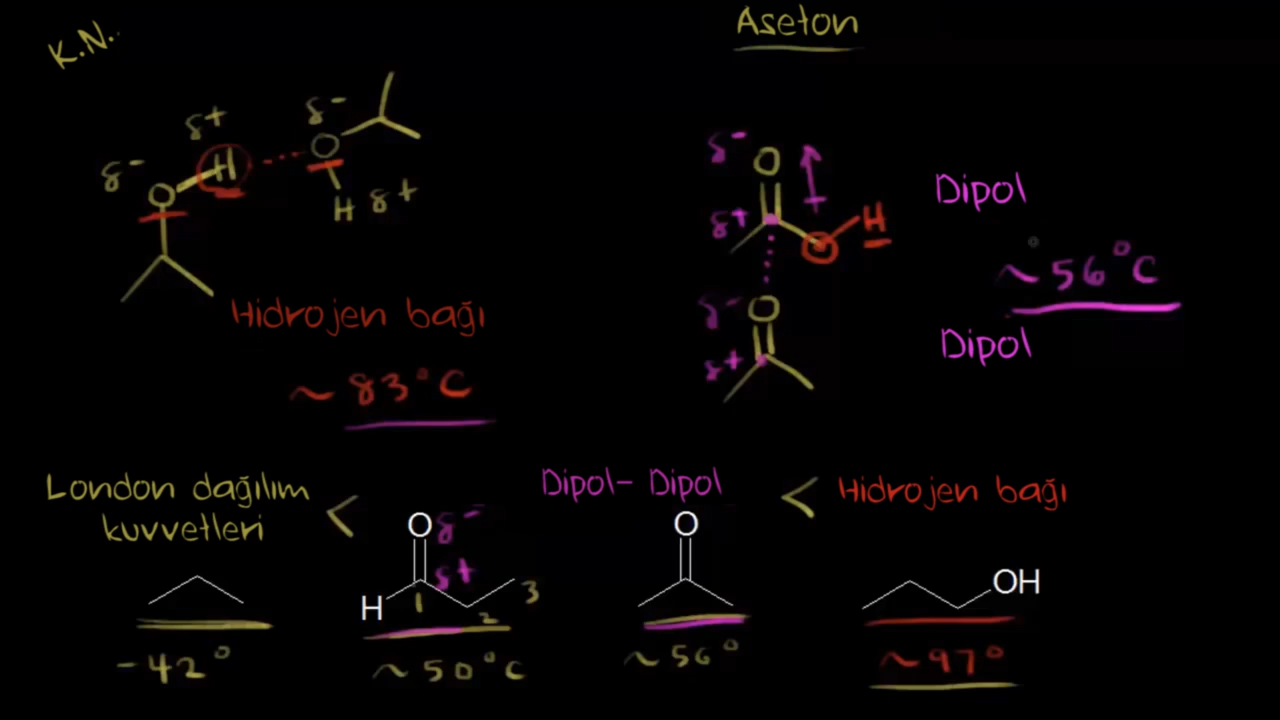 K.N.
Aseton
δ- δ+ δ-
O H O
H δ+
Hidrojen bağı
~ 83°C
δ- O
δ+ H
Dipol
~ 56°C
δ- O
δ+
Dipol
London dağılım kuvvetleri < Dipol- Dipol < Hidrojen bağı
-42°
O δ-
δ+
H 1 2 3
~ 50°C
O
~ 56°
OH
~97°